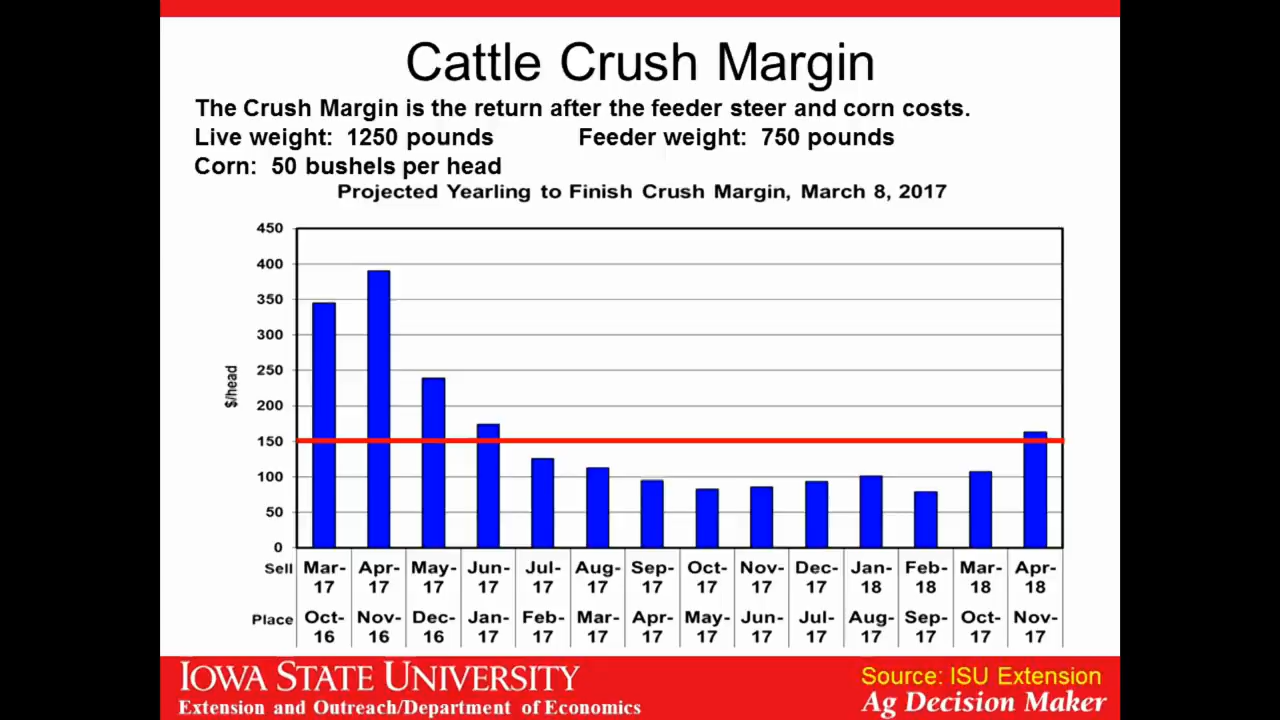 Cattle Crush Margin
The Crush Margin is the return after the feeder steer and corn costs.
Live weight: 1250 pounds Feeder weight: 750 pounds
Corn: 50 bushels per head
Projected Yearling to Finish Crush Margin, March 8, 2017
450
400
350
300
250
200
150
100
50
0
$/head
Sell Mar- Apr- May- Jun- Jul- Aug- Sep- Oct- Nov- Dec- Jan- Feb- Mar- Apr-
17 17 17 17 17 17 17 17 17 17 18 18 18 18
Place Oct- Nov- Dec- Jan- Feb- Mar- Apr- May- Jun- Jul- Aug- Sep- Oct- Nov-
16 16 16 17 17 17 17 17 17 17 17 17 17 17
IOWA STATE UNIVERSITY
Extension and Outreach/Department of Economics
Source: ISU Extension
Ag Decision Maker